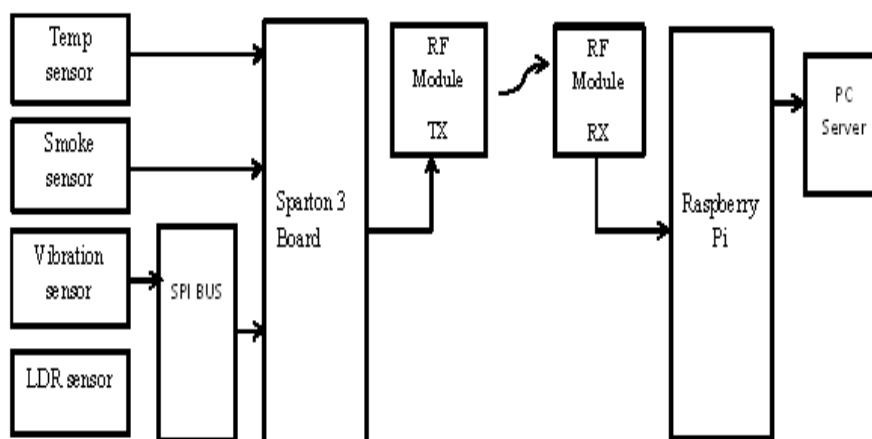 Temp
sensor
Smoke
sensor
Vibration
sensor
LDR sensor
SPI BUS
Sparton 3
Board
RF
Module
TX
RF
Module
RX
Raspberry
Pi
PC
Server